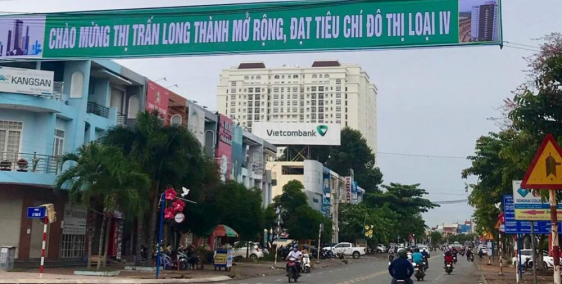 CHÀO MỪNG THỊ TRẤN LONG THÀNH MỞ RỘNG, ĐẠT TIÊU CHÍ ĐÔ THỊ LOẠI IV
KANGSAN
Vietcombank